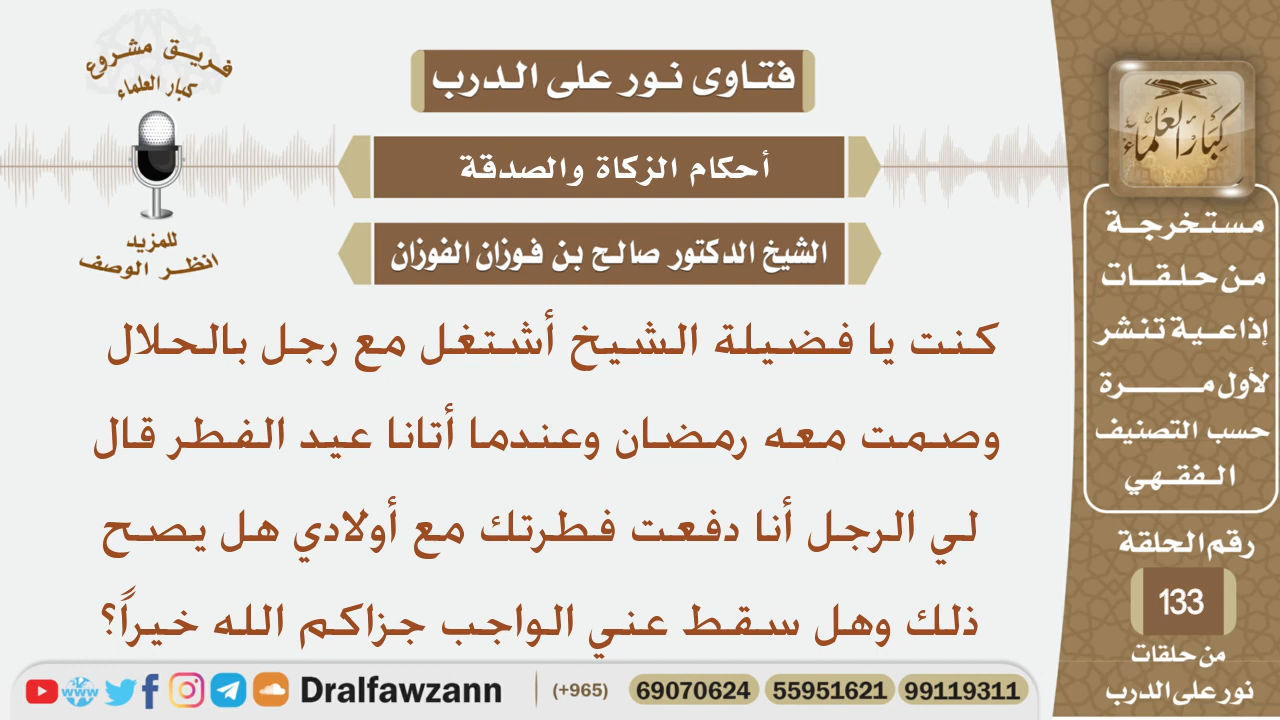 فريق مشروع
كبار العلماء
للمزيد
انظر الوصف
فتاوى نور على الدرب
أحكام الزكاة والصدقة
الشيخ الدكتور صالح بن فوزان الفوزان
كنت يا فضيلة الشيخ أشتغل مع رجل بالحلال
وصمت معه رمضان وعندما أتانا عيد الفطر قال
لي الرجل أنا دفعت فطرتك مع أولادي هل يصح
ذلك وهل سقط عني الواجب جزاكم الله خيراً؟
كبار العلماء
مستخرجة
من حلقات
إذاعية تنشر
لأول مرة
حسب التصنيف
الفقهي
رقم الحلقة
133
من حلقات
نور على الدرب
www Dralfawzann (+965) 69070624 55951621 99119311